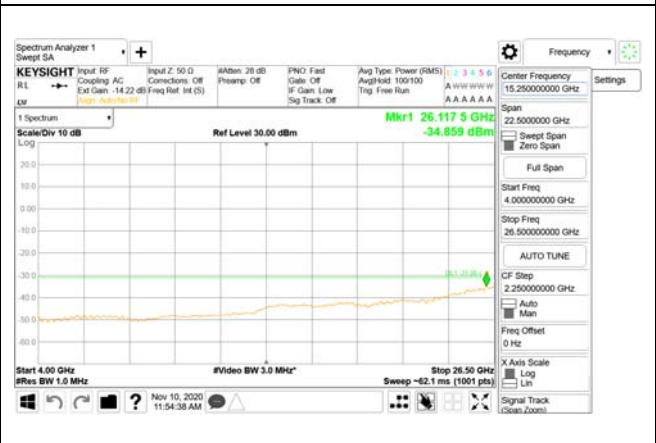 Spectrum Analyzer 1
Swept SA
Frequency
KEYSIGHT
RL
Input: RF
Coupling: AC
Ext Gain: -14.22 dB
Align: Auto/No RF
Input Z: 50 Ω
Corrections: Off
Freq Ref: Int (S)
#Atten: 28 dB
Preamp: Off
PNO: Fast
Gate: Off
IF Gain: Low
Sig Track: Off
Avg Type: Power (RMS)
Avg|Hold: 100/100
Trig: Free Run
1 2 3 4 5 6
A W W W W W
A A A A A A
1 Spectrum
Scale/Div 10 dB
Ref Level 30.00 dBm
Mkr1 26.117 5 GHz
-34.859 dBm
Log
20.0
10.0
0.00
-10.0
-20.0
-30.0
-40.0
-50.0
-60.0
Start 4.00 GHz
#Res BW 1.0 MHz
#Video BW 3.0 MHz*
Stop 26.50 GHz
Sweep ~62.1 ms (1001 pts)
Nov 10, 2020
11:54:38 AM
Center Frequency
15.250000000 GHz
Settings
Span
22.5000000 GHz
Swept Span
Zero Span
Full Span
Start Freq
4.000000000 GHz
Stop Freq
26.500000000 GHz
AUTO TUNE
CF Step
2.250000000 GHz
Auto
Man
Freq Offset
0 Hz
X Axis Scale
Log
Lin
Signal Track
(Span Zoom)